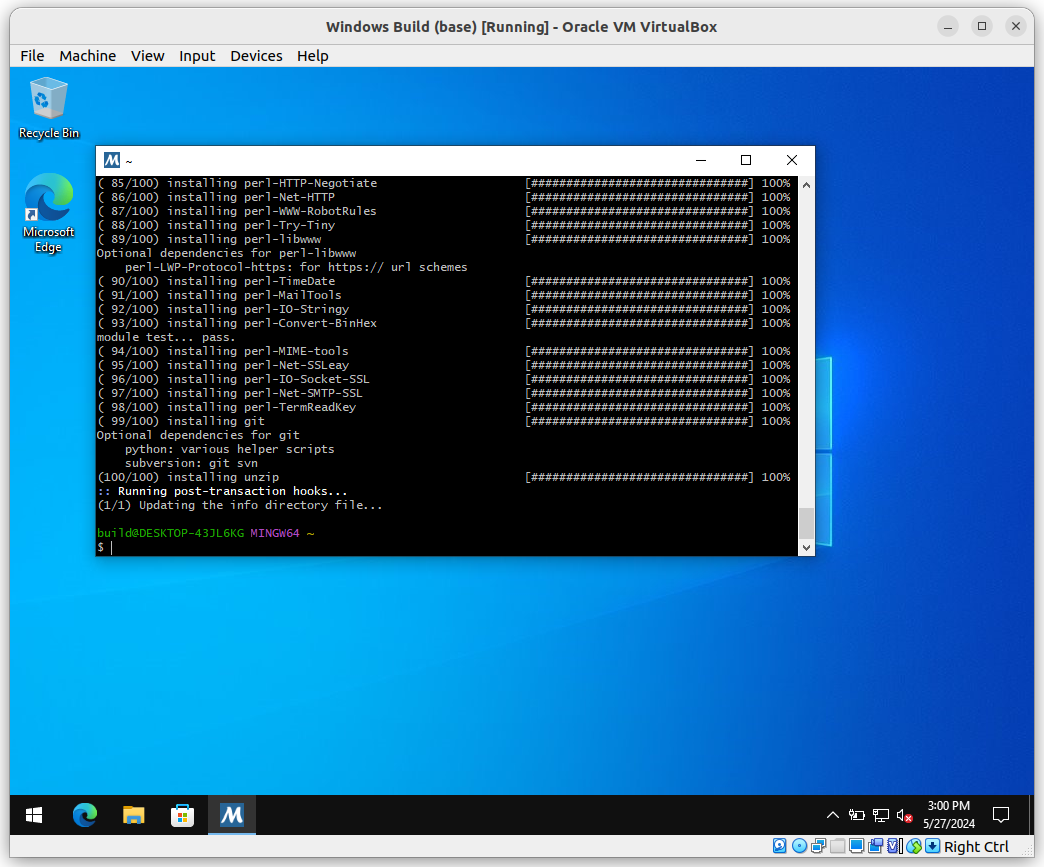 Windows Build (base) [Running] - Oracle VM VirtualBox
File Machine View Input Devices Help
Recycle Bin
Microsoft
Edge
~
( 85/100) installing perl-HTTP-Negotiate [##############################] 100%
( 86/100) installing perl-Net-HTTP [##############################] 100%
( 87/100) installing perl-WWW-RobotRules [##############################] 100%
( 88/100) installing perl-Try-Tiny [##############################] 100%
( 89/100) installing perl-libwww [##############################] 100%
Optional dependencies for perl-libwww
perl-LWP-Protocol-https: for https:// url schemes
( 90/100) installing perl-TimeDate [##############################] 100%
( 91/100) installing perl-MailTools [##############################] 100%
( 92/100) installing perl-IO-Stringy [##############################] 100%
( 93/100) installing perl-Convert-BinHex [##############################] 100%
module test... pass.
( 94/100) installing perl-MIME-tools [##############################] 100%
( 95/100) installing perl-Net-SSLeay [##############################] 100%
( 96/100) installing perl-IO-Socket-SSL [##############################] 100%
( 97/100) installing perl-Net-SMTP-SSL [##############################] 100%
( 98/100) installing perl-TermReadKey [##############################] 100%
( 99/100) installing git [##############################] 100%
Optional dependencies for git
python: various helper scripts
subversion: git svn
(100/100) installing unzip [##############################] 100%
:: Running post-transaction hooks...
(1/1) Updating the info directory file...
build@DESKTOP-43JL6KG MINGW64 ~
$
3:00 PM
5/27/2024
Right Ctrl